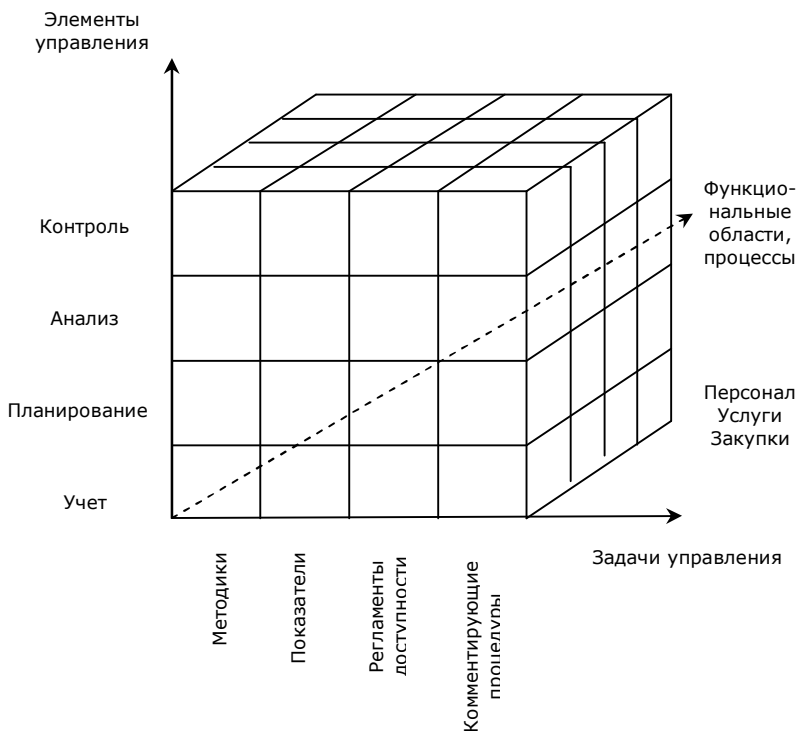 Элементы
управления
Контроль
Анализ
Планирование
Учет
Функцио-
нальные
области,
процессы
Персонал
Услуги
Закупки
Задачи управления
Методики
Показатели
Регламенты
доступности
Комментирующие
процедуры